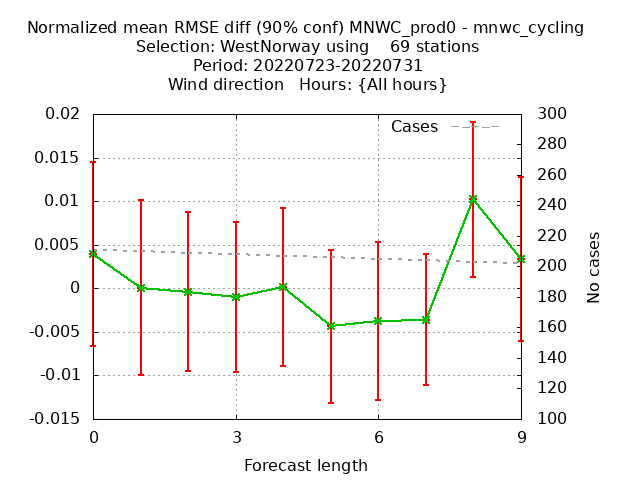 Normalized mean RMSE diff (90% conf) MNWC_prod0 - mnwc_cycling
Selection: WestNorway using    69 stations
Period: 20220723-20220731
Wind direction   Hours: {All hours}
Cases
0.02
0.015
0.01
0.005
0
-0.005
-0.01
-0.015
300
280
260
240
220
200
180
160
140
120
100
No cases
0 3 6 9
Forecast length